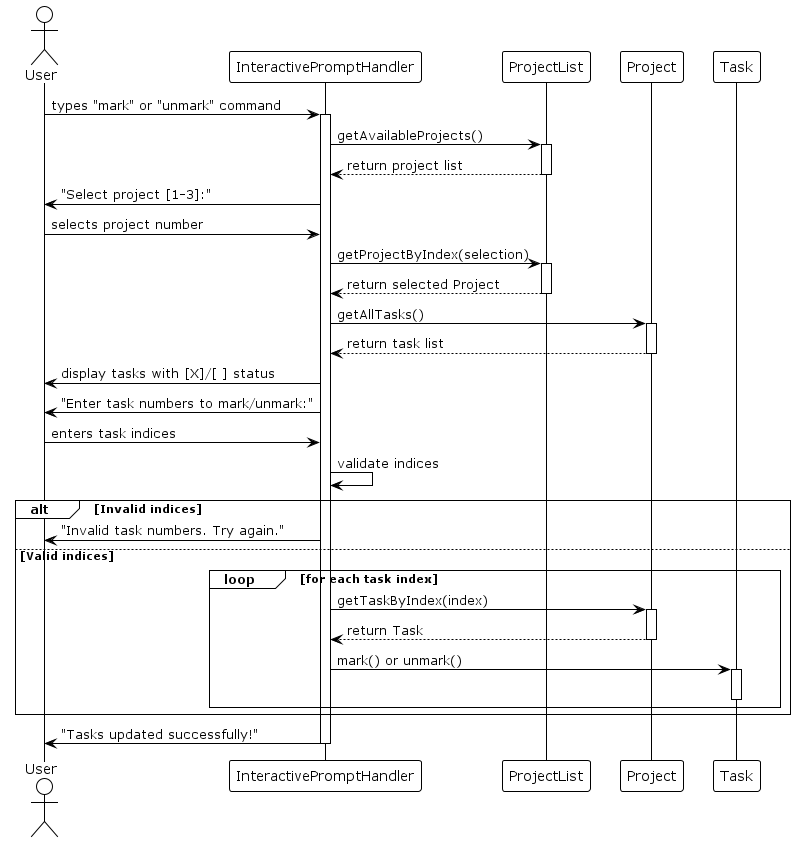 User
InteractivePromptHandler
ProjectList
Project
Task
types "mark" or "unmark" command
getAvailableProjects()
return project list
"Select project [1-3]:"
selects project number
getProjectByIndex(selection)
return selected Project
getAllTasks()
return task list
display tasks with [X]/[ ] status
"Enter task numbers to mark/unmark:"
enters task indices
validate indices
alt [Invalid indices]
"Invalid task numbers. Try again."
[Valid indices]
loop [for each task index]
getTaskByIndex(index)
return Task
mark() or unmark()
"Tasks updated successfully!"
User
InteractivePromptHandler
ProjectList
Project
Task